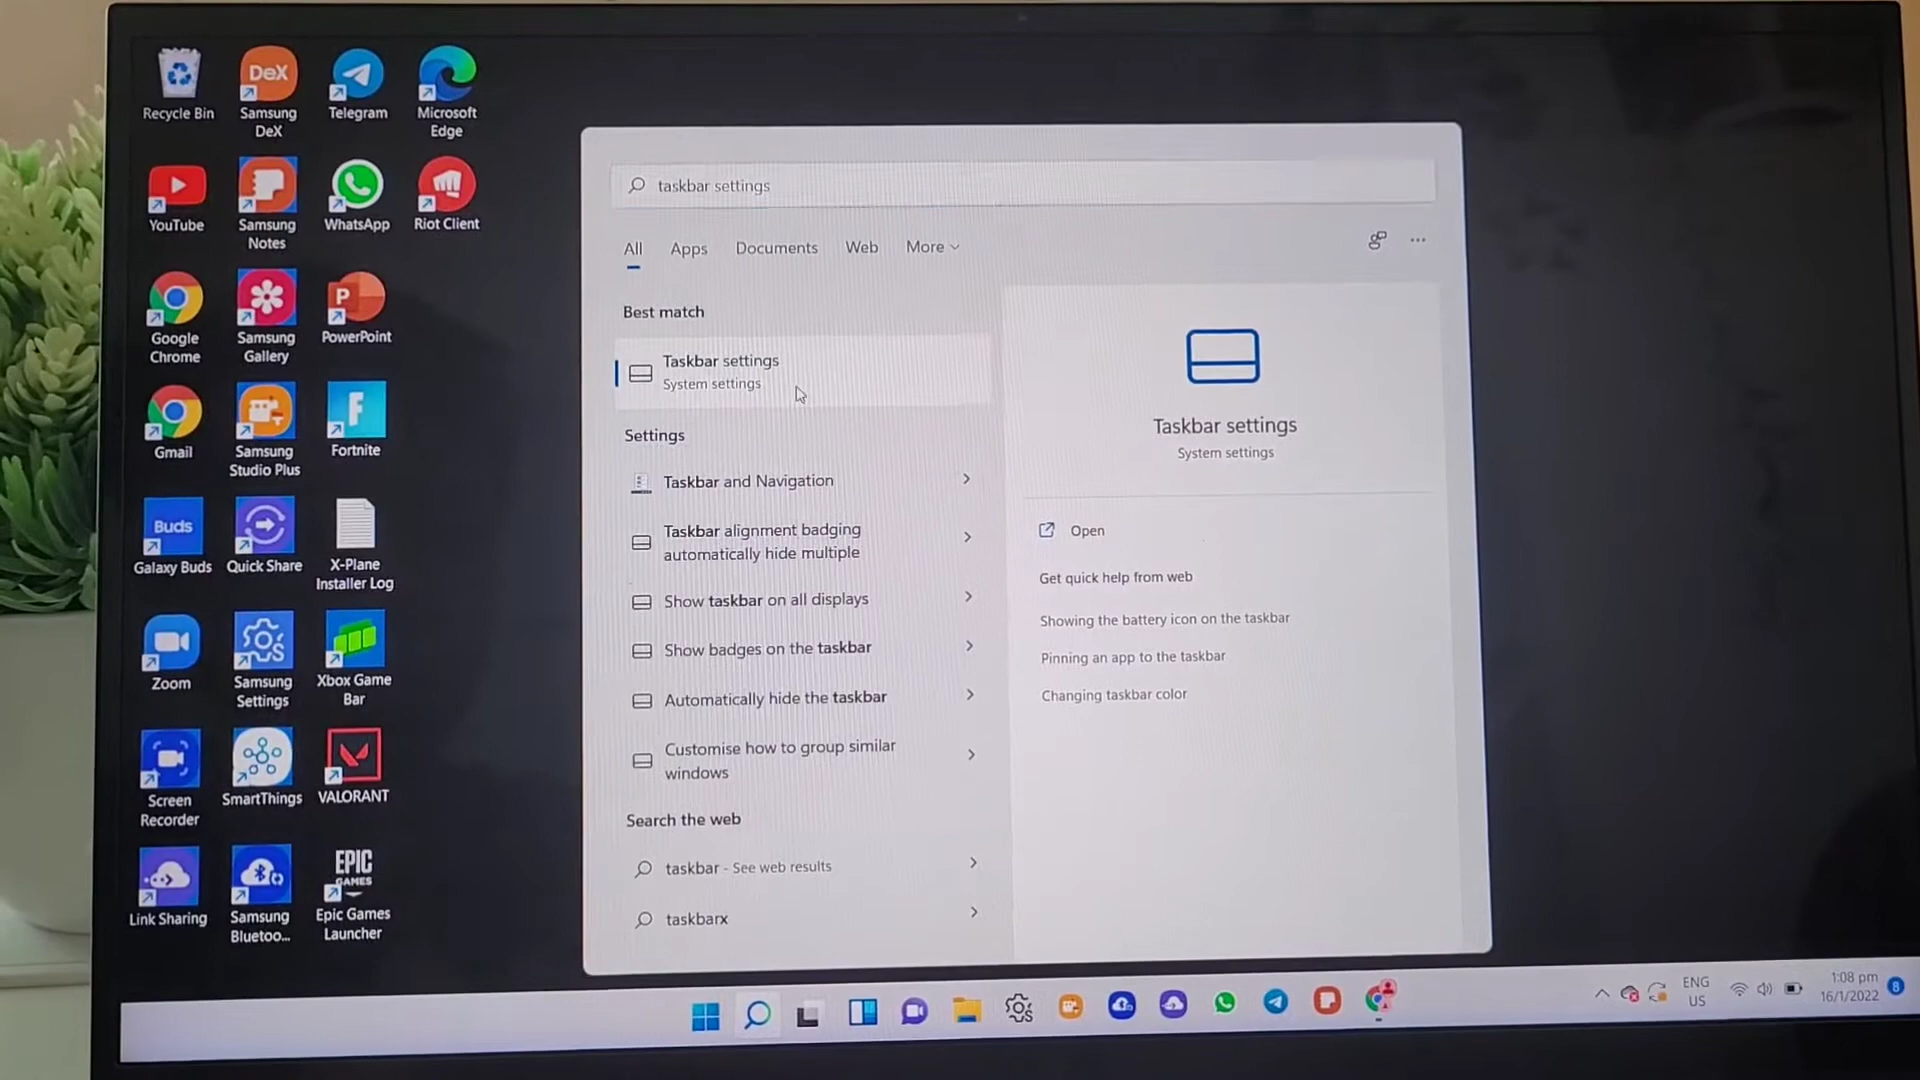 Recycle Bin
DeX
Samsung
DeX
Telegram
Microsoft
Edge
YouTube
Samsung
Notes
WhatsApp
Riot Client
Google
Chrome
Samsung
Gallery
P
PowerPoint
Gmail
Samsung
Studio Plus
F
Fortnite
Buds
Galaxy Buds
Quick Share
X-Plane
Installer Log
Zoom
Samsung
Settings
Xbox Game
Bar
Screen
Recorder
SmartThings
VALORANT
Link Sharing
Samsung
Bluetoo...
EPIC
GAMES
Epic Games
Launcher
taskbar settings
All
Apps
Documents
Web
More
Best match
Taskbar settings
System settings
Settings
Taskbar and Navigation
Taskbar alignment badging
automatically hide multiple
Show taskbar on all displays
Show badges on the taskbar
Automatically hide the taskbar
Customise how to group similar
windows
Search the web
taskbar - See web results
taskbarx
Taskbar settings
System settings
Open
Get quick help from web
Showing the battery icon on the taskbar
Pinning an app to the taskbar
Changing taskbar color
ENG
US
1:08 pm
16/1/2022
8